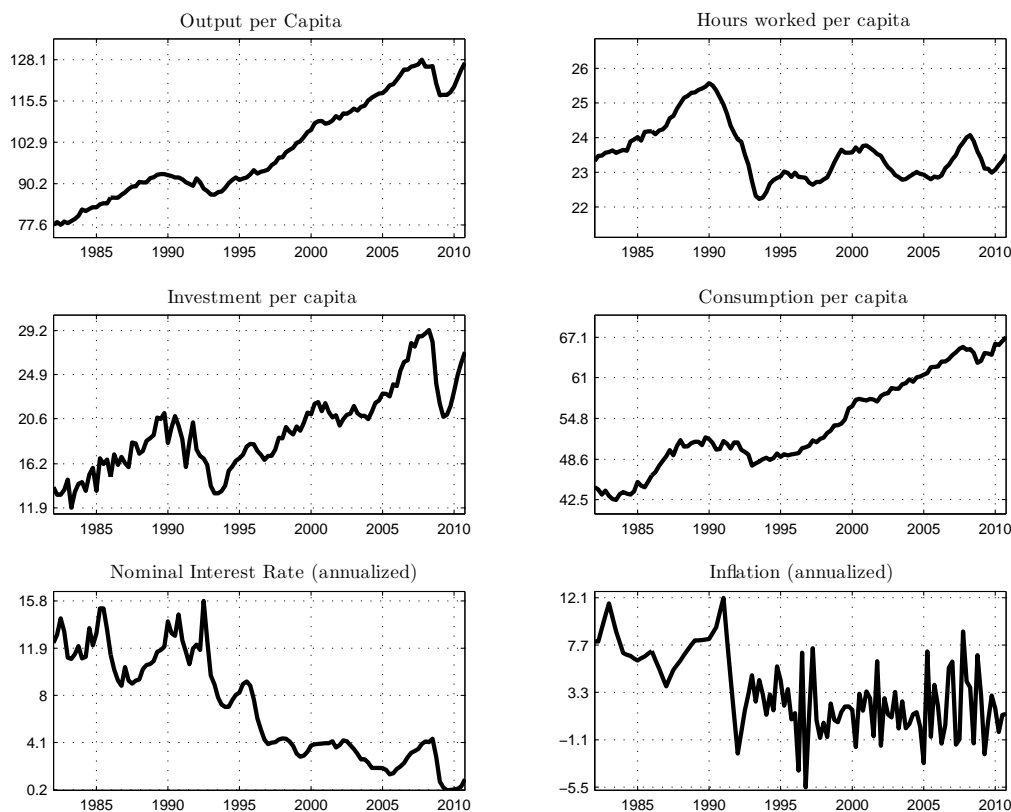 Output per Capita
128.1
115.5
102.9
90.2
77.6
1985 1990 1995 2000 2005 2010
Hours worked per capita
26
25
24
23
22
1985 1990 1995 2000 2005 2010
Investment per capita
29.2
24.9
20.6
16.2
11.9
1985 1990 1995 2000 2005 2010
Consumption per capita
67.1
61
54.8
48.6
42.5
1985 1990 1995 2000 2005 2010
Nominal Interest Rate (annualized)
15.8
11.9
8
4.1
0.2
1985 1990 1995 2000 2005 2010
Inflation (annualized)
12.1
7.7
3.3
−1.1
−5.5
1985 1990 1995 2000 2005 2010